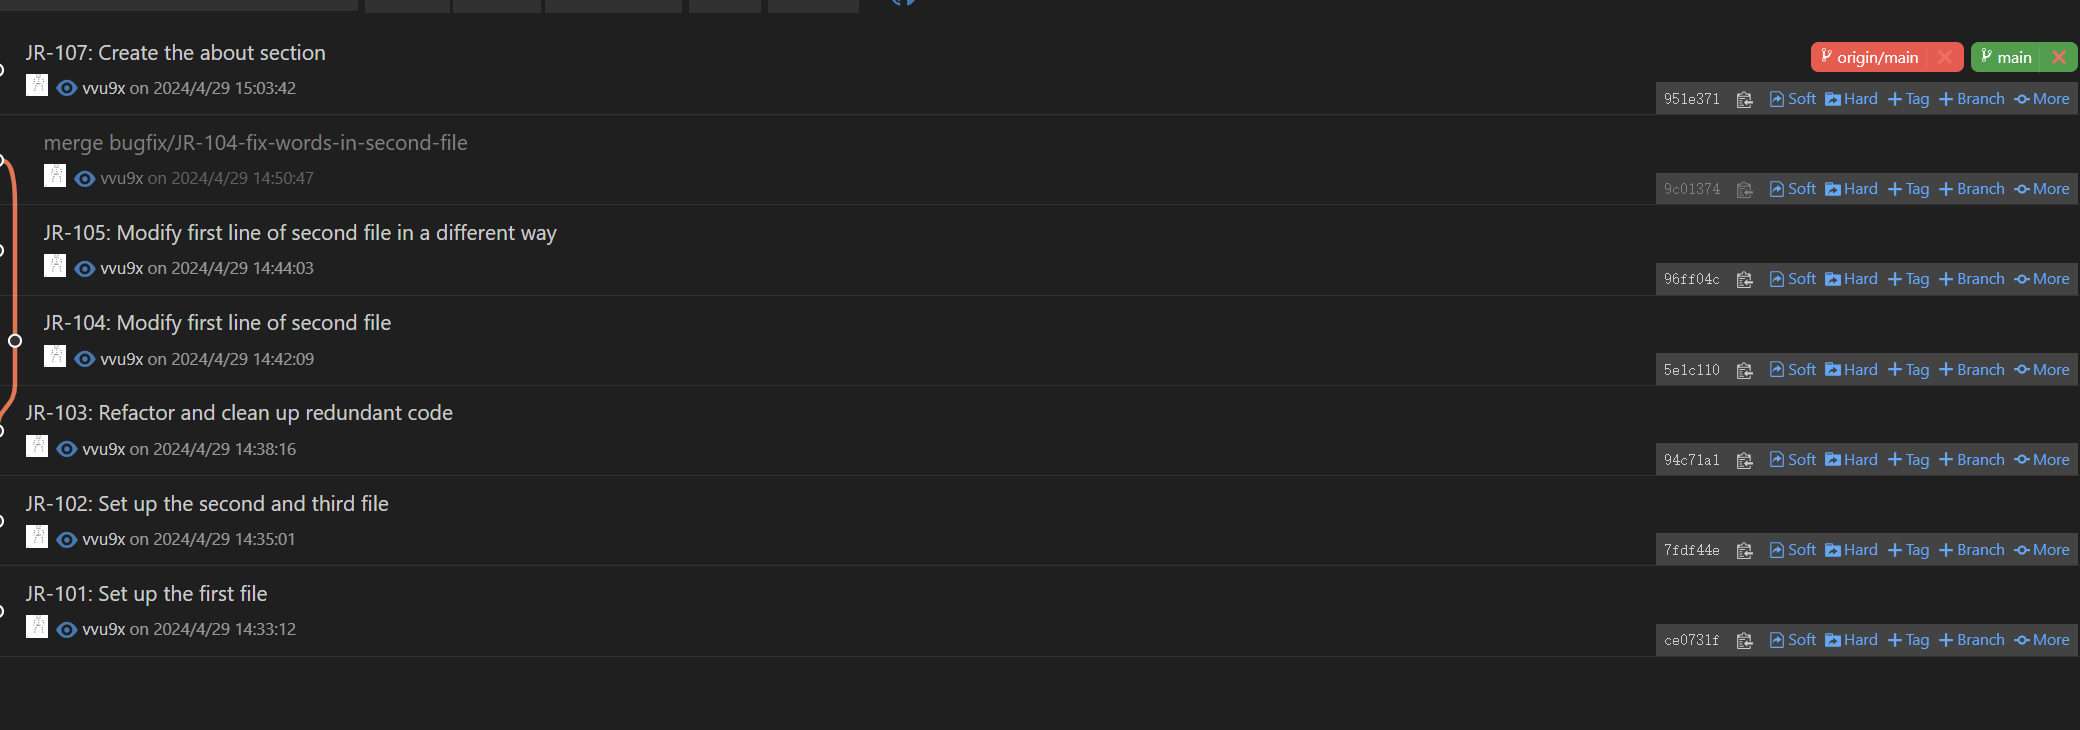 JR-107: Create the about section
origin/main
main
vvu9x on 2024/4/29 15:03:42
951e371 Soft Hard Tag Branch More
merge bugfix/JR-104-fix-words-in-second-file
vvu9x on 2024/4/29 14:50:47
9c01374 Soft Hard Tag Branch More
JR-105: Modify first line of second file in a different way
vvu9x on 2024/4/29 14:44:03
96ff04c Soft Hard Tag Branch More
JR-104: Modify first line of second file
vvu9x on 2024/4/29 14:42:09
5e1c110 Soft Hard Tag Branch More
JR-103: Refactor and clean up redundant code
vvu9x on 2024/4/29 14:38:16
94c71a1 Soft Hard Tag Branch More
JR-102: Set up the second and third file
vvu9x on 2024/4/29 14:35:01
7fdf44e Soft Hard Tag Branch More
JR-101: Set up the first file
vvu9x on 2024/4/29 14:33:12
ce0731f Soft Hard Tag Branch More